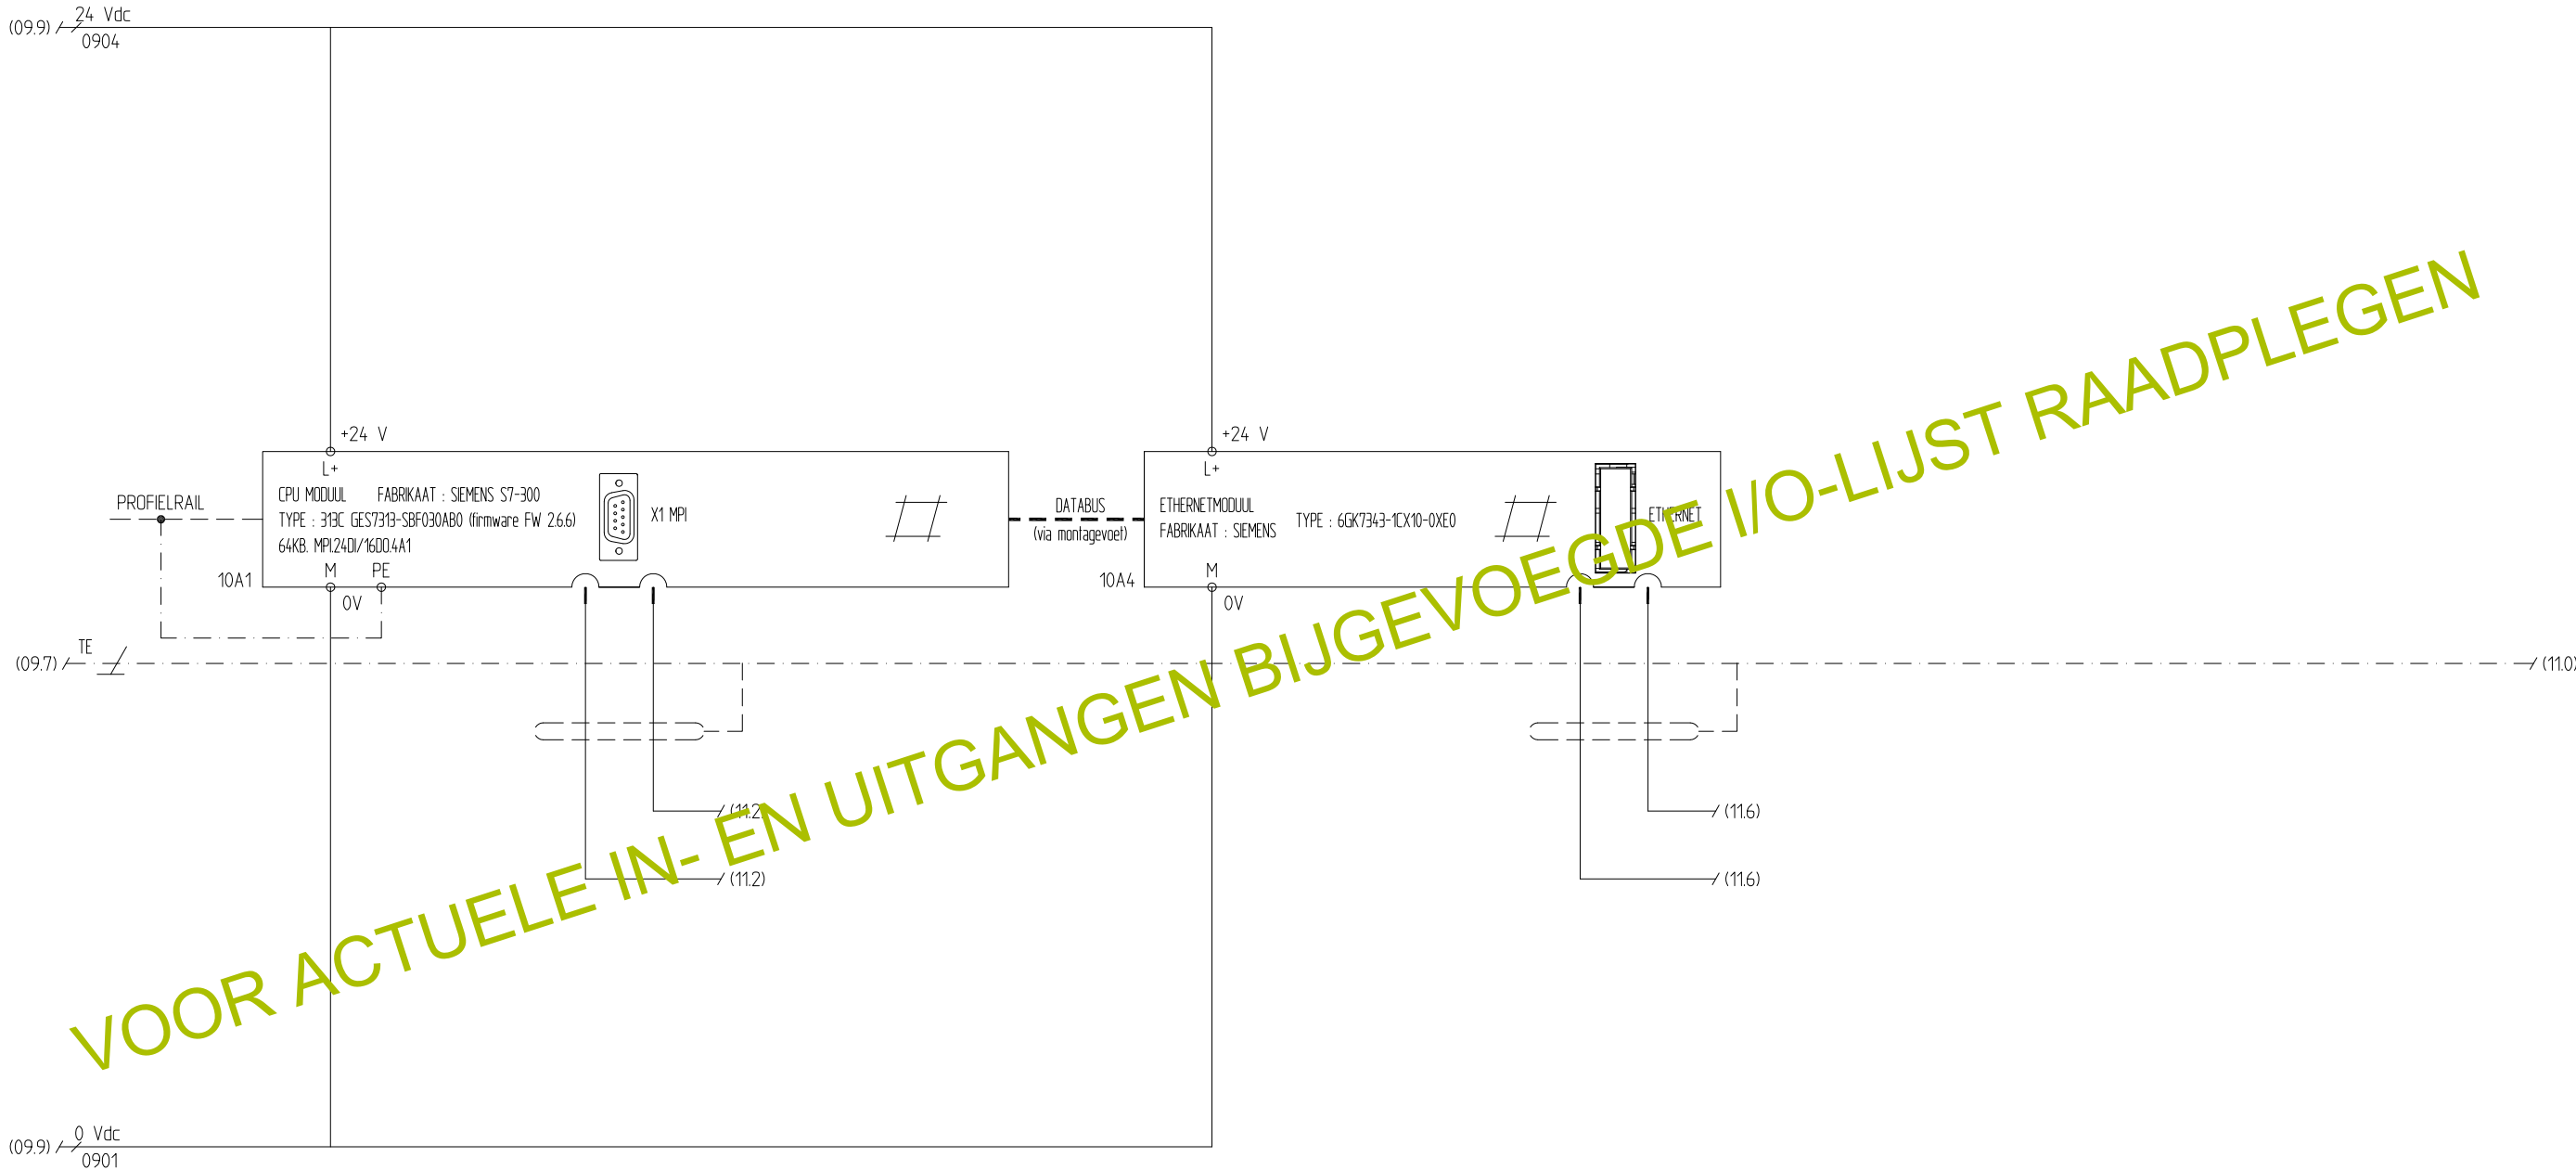 24 Vdc
(09.9)
0904
+24 V
+24 V
L+
CPU MODUUL FABRIKAAT : SIEMENS S7-300
TYPE : 313C GES7313-SBF030AB0 (firmware FW 2.6.6)
64KB. MPI.24DI/16DO.4A1
X1 MPI
PROFIELRAIL
M PE
10A1
0V
DATABUS
(via montagevoet)
L+
ETHERNETMODUUL
FABRIKAAT : SIEMENS
TYPE : 6GK7343-1CX10-0XE0
ETHERNET
M
10A4
0V
TE
(09.7)
(11.0)
(11.2)
(11.2)
(11.6)
(11.6)
VOOR ACTUELE IN- EN UITGANGEN BIJGEVOEGDE I/O-LIJST RAADPLEGEN
0 Vdc
(09.9)
0901